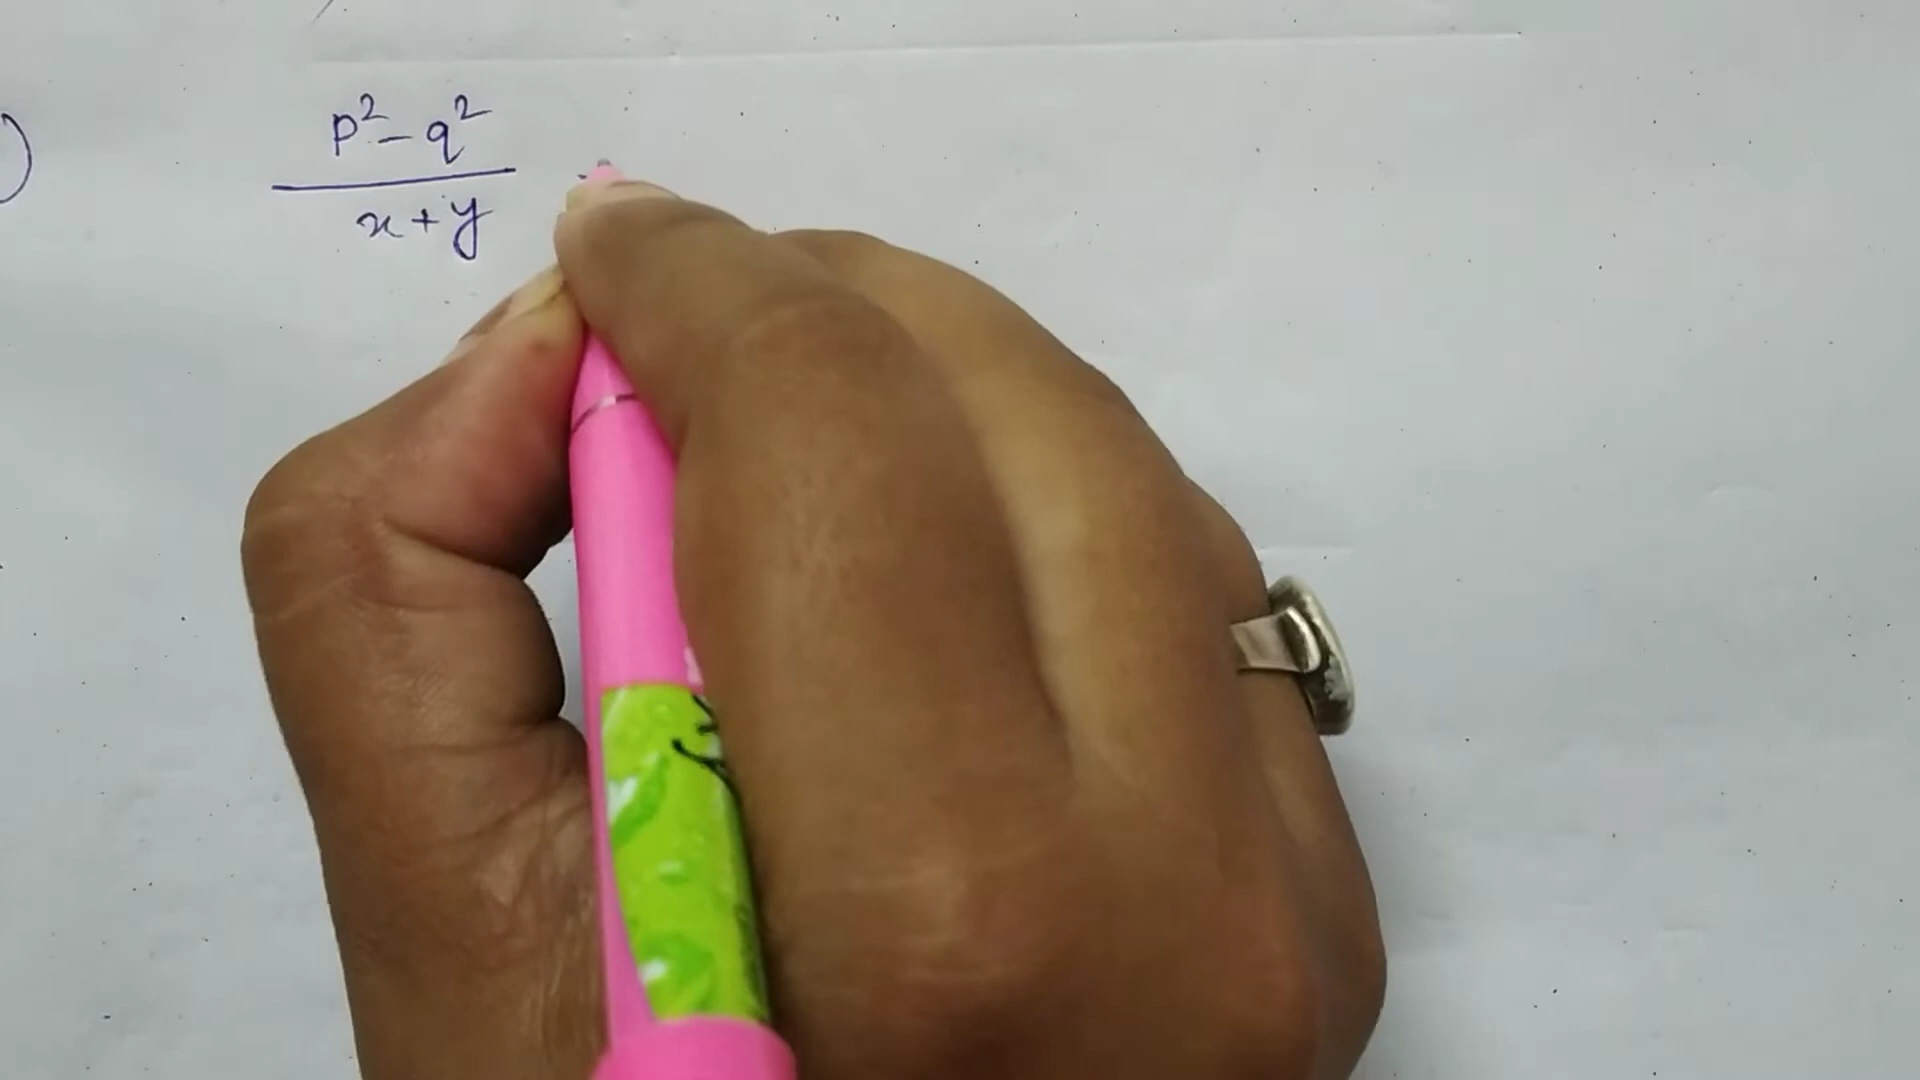 )
p² - q²
x + y